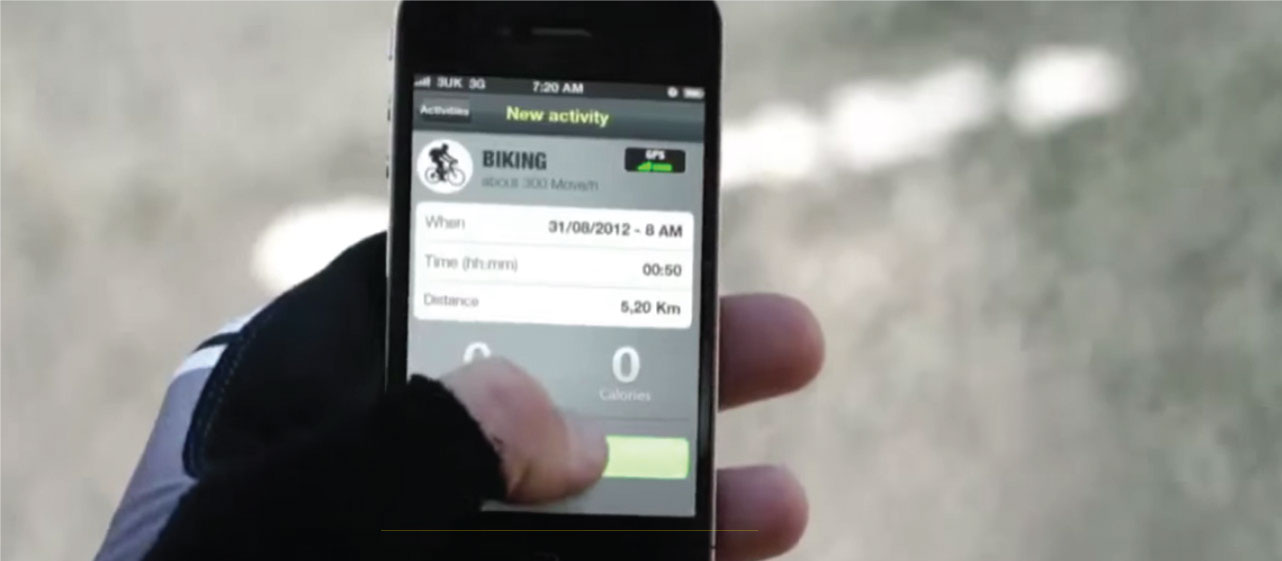 3UK 3G 7:20 AM
Activities New activity
BIKING GPS
about 300 Move/h
When 31/08/2012 - 8 AM
Time (hh:mm) 00:50
Distance 5,20 Km
0 0
Calories